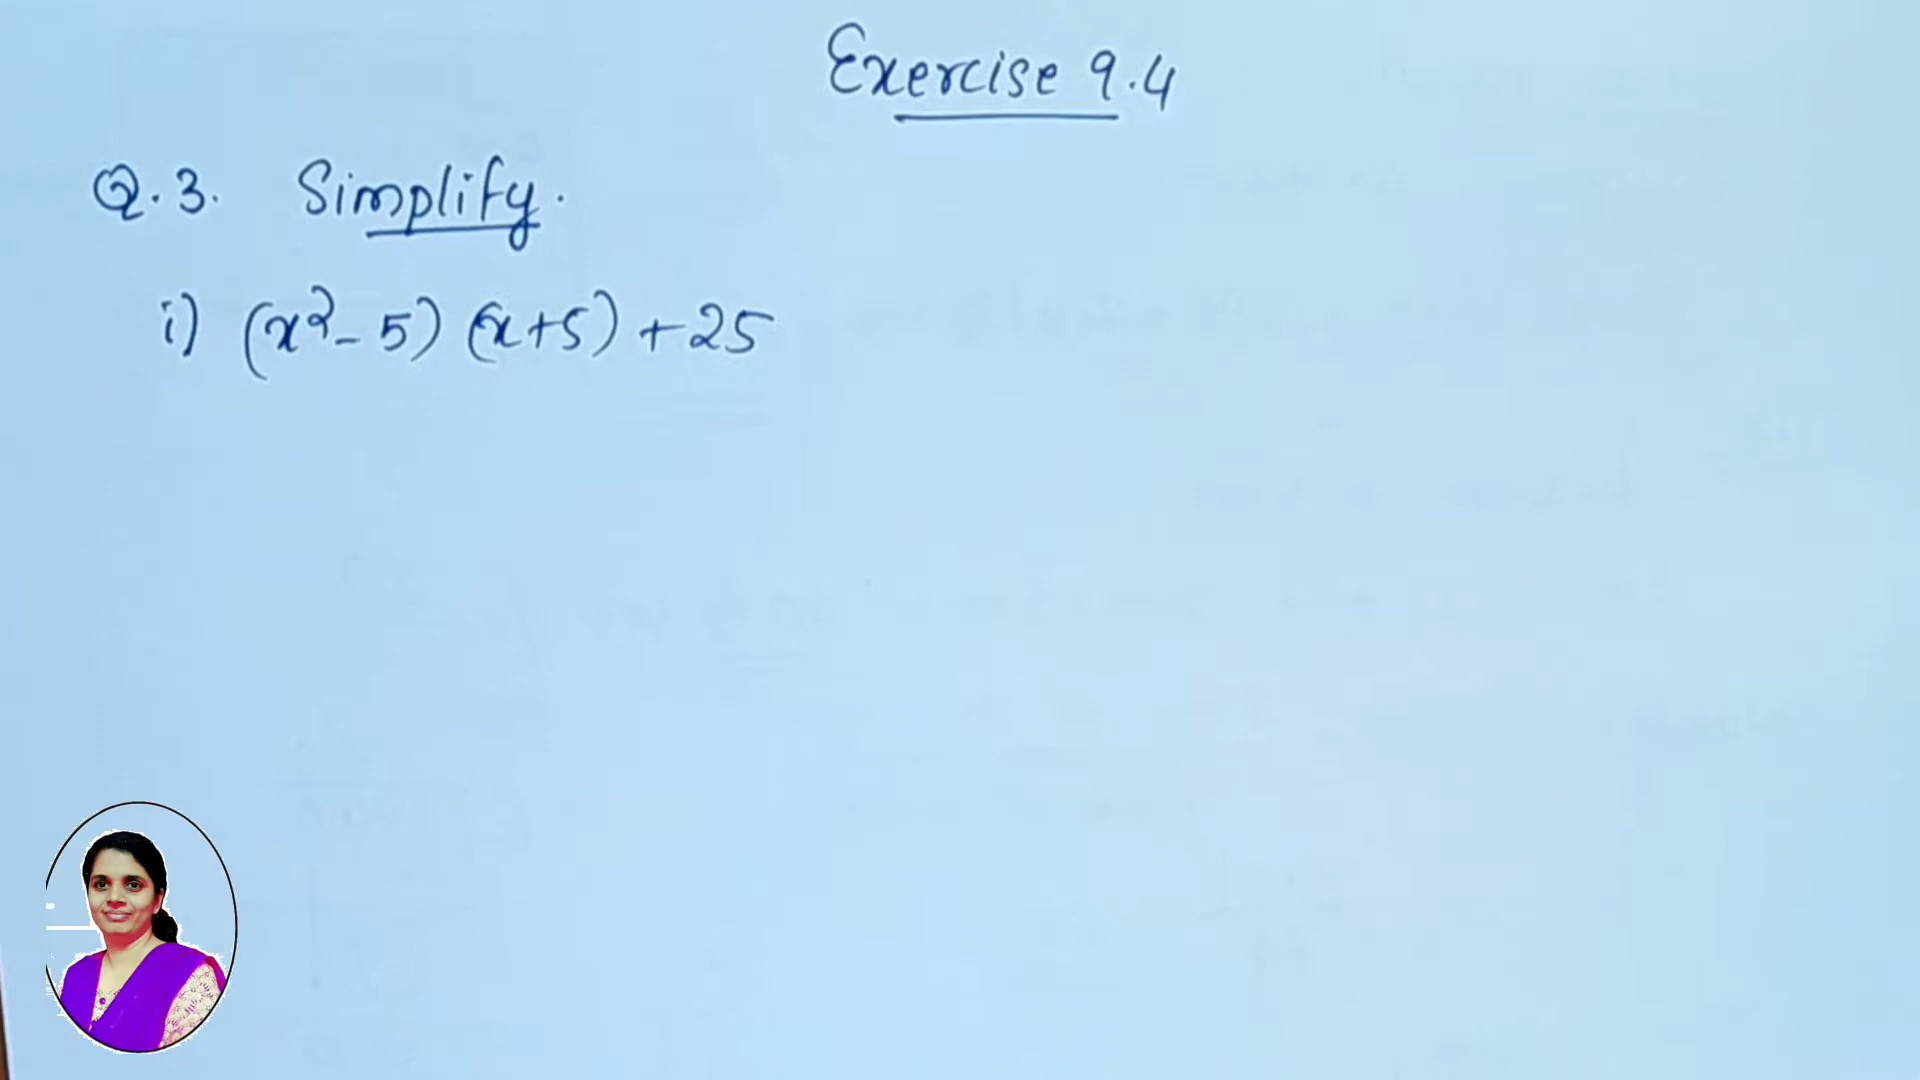 Exercise 9.4
Q.3. Simplify.
i) (x²- 5) (x+5) +25